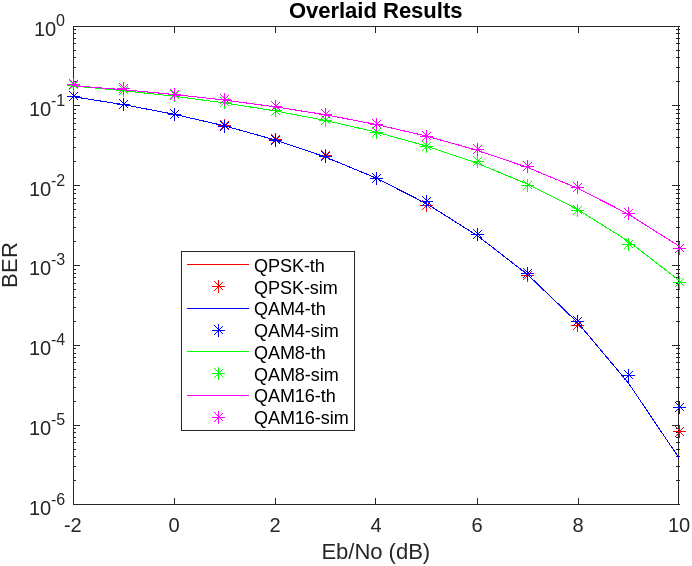 Overlaid Results
10^0
10^-1
10^-2
10^-3
10^-4
10^-5
10^-6
BER
QPSK-th
QPSK-sim
QAM4-th
QAM4-sim
QAM8-th
QAM8-sim
QAM16-th
QAM16-sim
-2 0 2 4 6 8 10
Eb/No (dB)